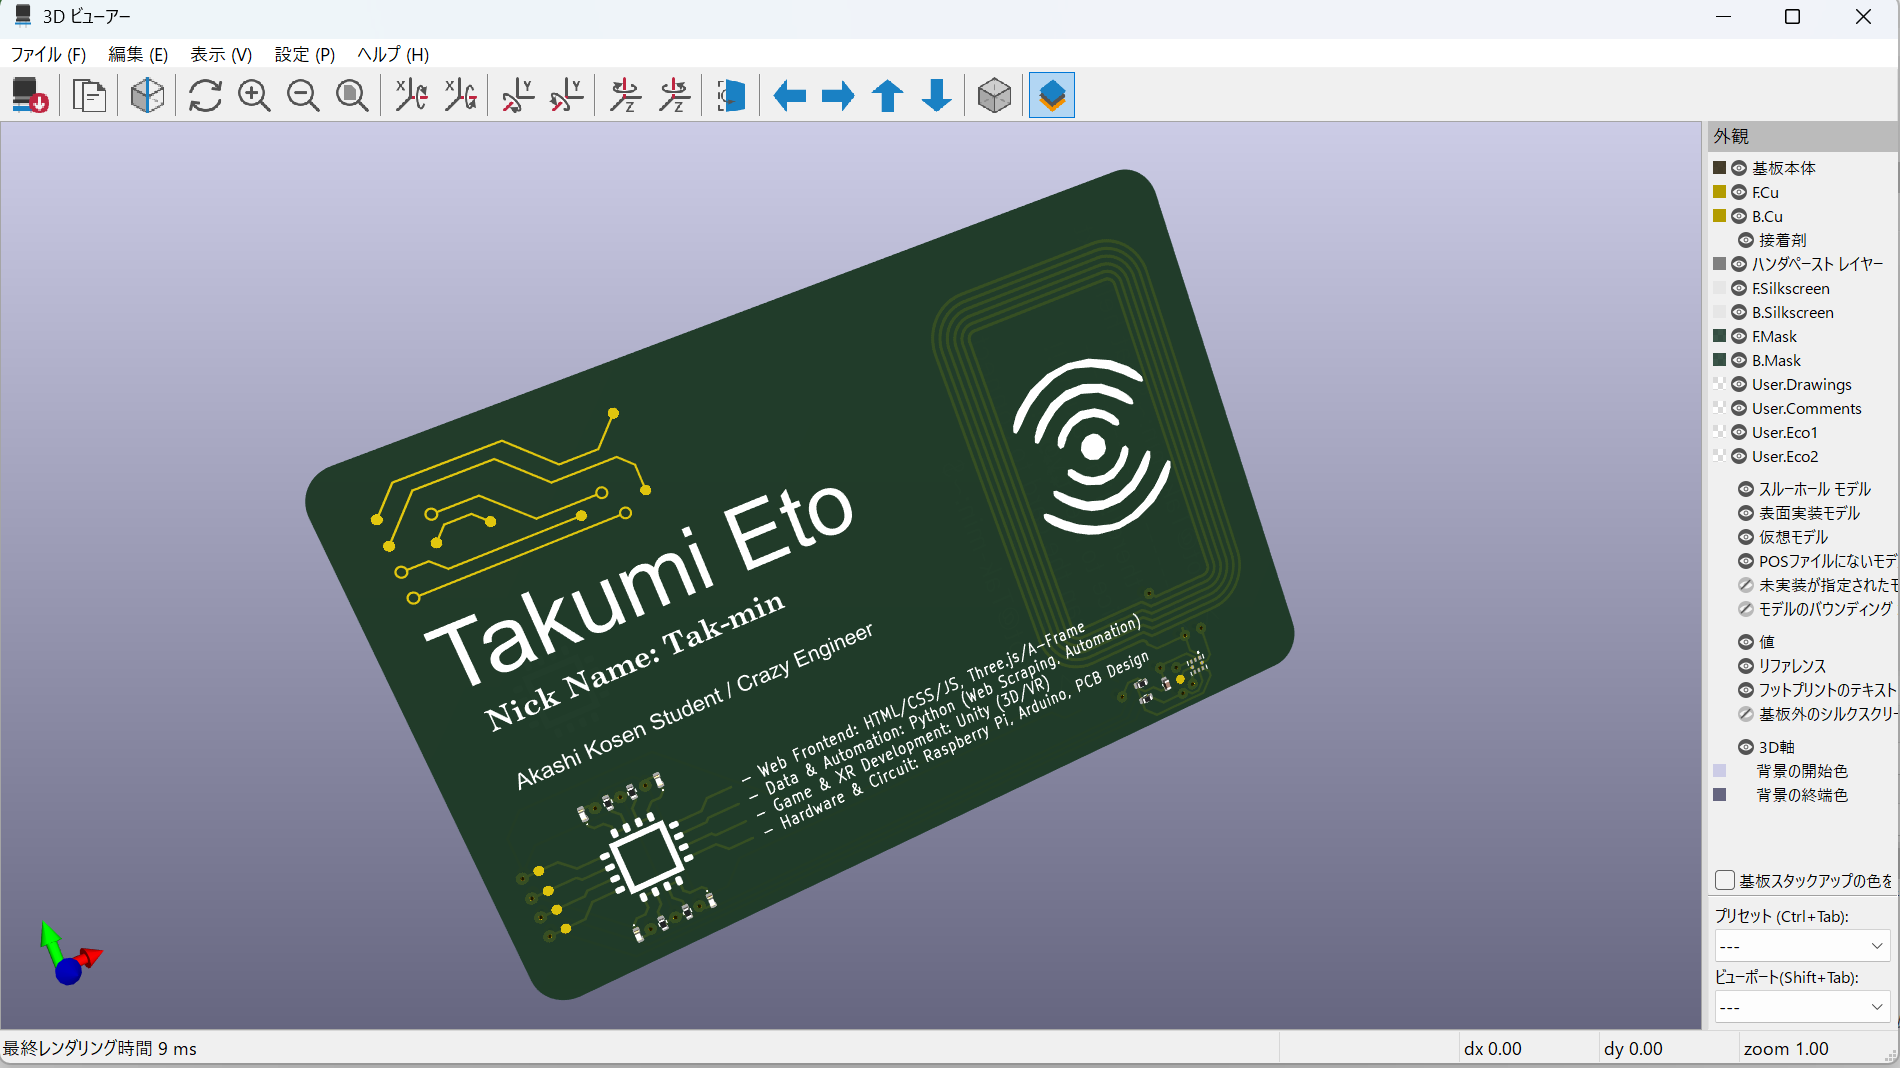 3D ビューアー
ファイル (F) 編集 (E) 表示 (V) 設定 (P) ヘルプ (H)
X X Y Y Z Z
Takumi Eto
Nick Name: Tak-min
Akashi Kosen Student / Crazy Engineer
- Web Frontend: HTML/CSS/JS, Three.js/A-Frame
- Data & Automation: Python (Web Scraping, Automation)
- Game & XR Development: Unity (3D/VR)
- Hardware & Circuit: Raspberry Pi, Arduino, PCB Design
外観
基板本体
F.Cu
B.Cu
接着剤
ハンダペースト レイヤー
F.Silkscreen
B.Silkscreen
F.Mask
B.Mask
User.Drawings
User.Comments
User.Eco1
User.Eco2
スルーホール モデル
表面実装モデル
仮想モデル
POSファイルにないモデ
未実装が指定されたモ
モデルのバウンディング
値
リファレンス
フットプリントのテキスト
基板外のシルクスクリー
3D軸
背景の開始色
背景の終端色
基板スタックアップの色を
プリセット (Ctrl+Tab):
---
ビューポート(Shift+Tab):
---
最終レンダリング時間 9 ms
dx 0.00
dy 0.00
zoom 1.00